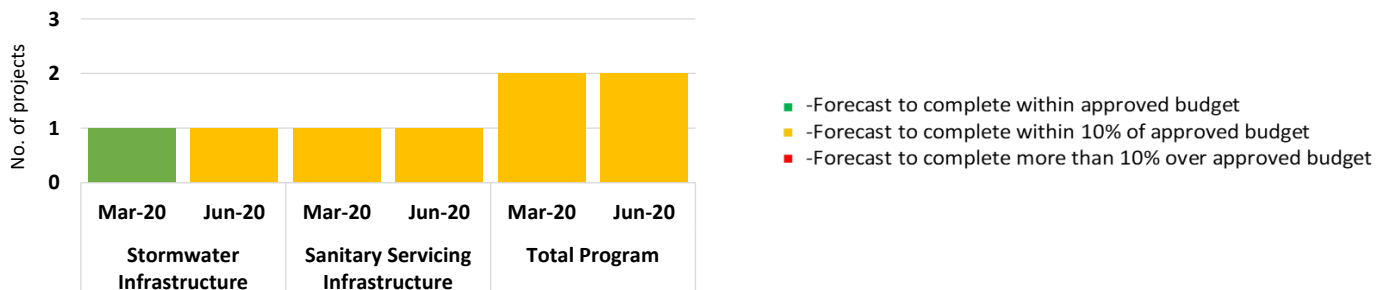 3
2
1
0
No. of projects
Mar-20 Jun-20 Mar-20 Jun-20 Mar-20 Jun-20
Stormwater Infrastructure
Sanitary Servicing Infrastructure
Total Program
-Forecast to complete within approved budget
-Forecast to complete within 10% of approved budget
-Forecast to complete more than 10% over approved budget